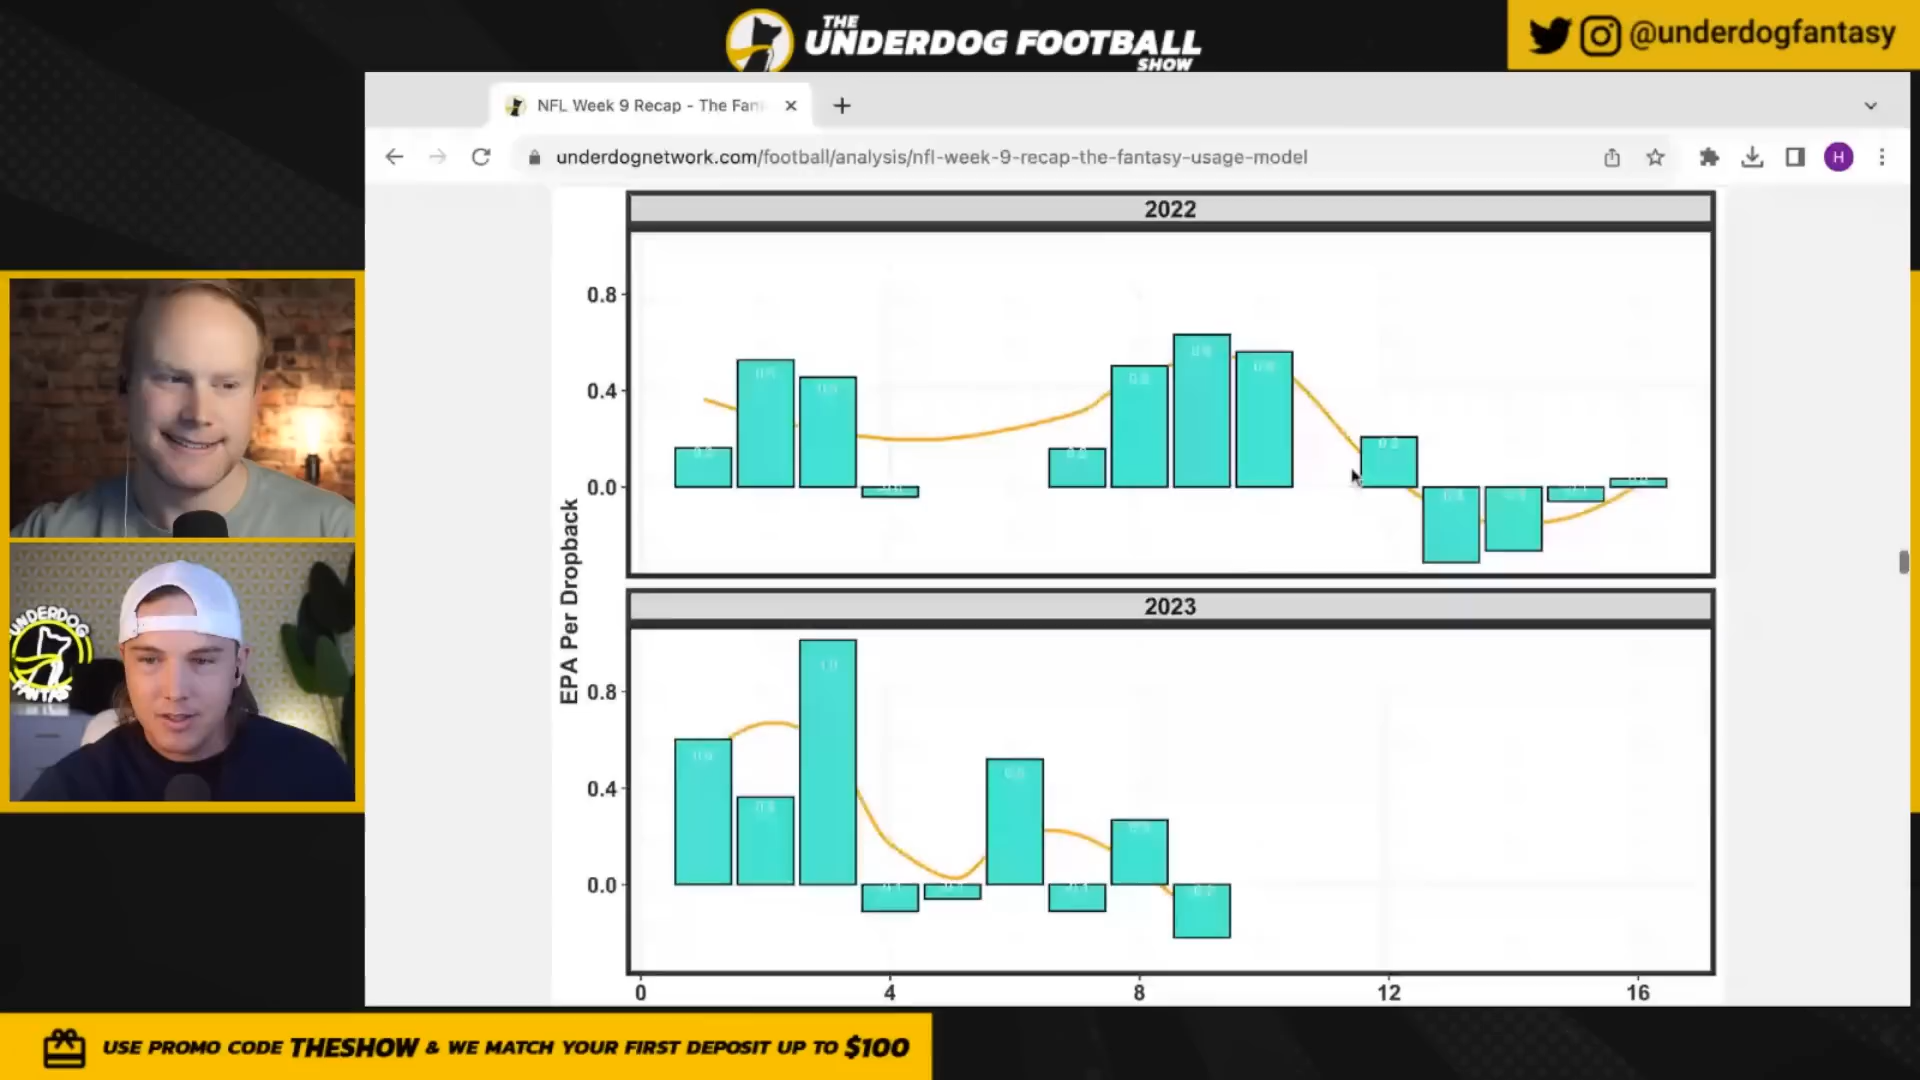 THE
UNDERDOG FOOTBALL
SHOW
@underdogfantasy
NFL Week 9 Recap - The Fan
underdognetwork.com/football/analysis/nfl-week-9-recap-the-fantasy-usage-model
H
2022
0.8
0.4
0.0
EPA Per Dropback
2023
0.8
0.4
0.0
0 4 8 12 16
UNDERDOG
USE PROMO CODE THESHOW & WE MATCH YOUR FIRST DEPOSIT UP TO $100